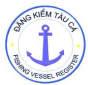 ĐĂNG KIỂM TÀU CÁ
FISHING VESSEL REGISTER